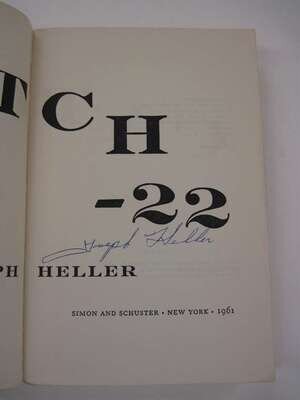 TCH
-22
Joseph Heller
PH HELLER
SIMON AND SCHUSTER • NEW YORK • 1961